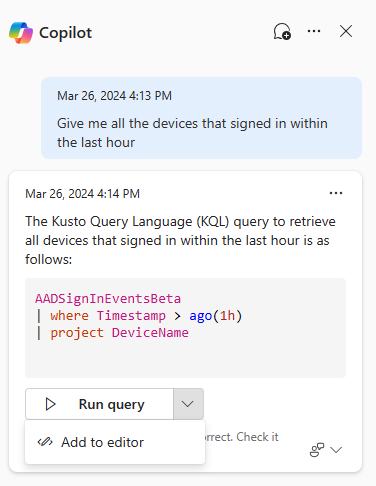 Copilot
Mar 26, 2024 4:13 PM
Give me all the devices that signed in within
the last hour
Mar 26, 2024 4:14 PM
The Kusto Query Language (KQL) query to retrieve
all devices that signed in within the last hour is as
follows:
AADSignInEventsBeta
| where Timestamp > ago(1h)
| project DeviceName
Run query
Add to editor
Check it